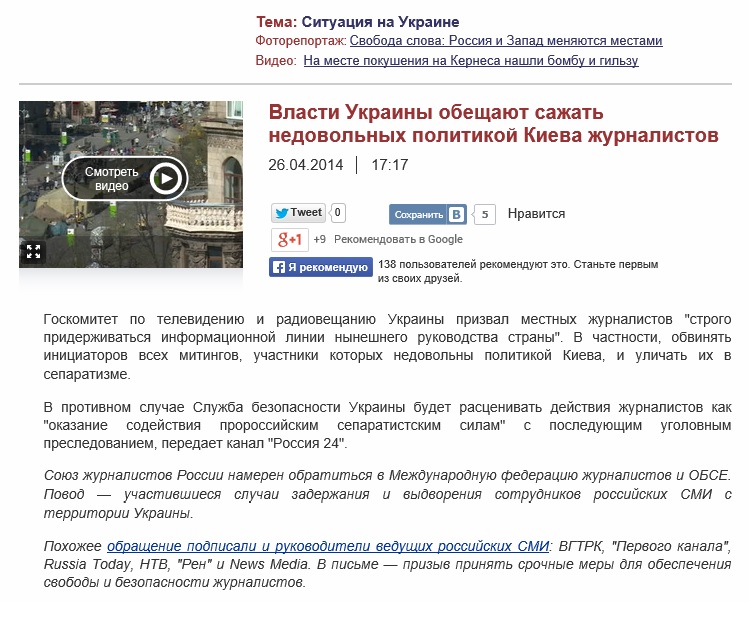 Тема: Ситуация на Украине
Фоторепортаж: Свобода слова: Россия и Запад меняются местами
Видео: На месте покушения на Кернеса нашли бомбу и гильзу
Смотреть
видео
Власти Украины обещают сажать
недовольных политикой Киева журналистов
26.04.2014 | 17:17
Tweet 0
Сохранить В 5 Нравится
g+1 +9 Рекомендовать в Google
f Я рекомендую 138 пользователей рекомендуют это. Станьте первым
из своих друзей.
Госкомитет по телевидению и радиовещанию Украины призвал местных журналистов "строго
придерживаться информационной линии нынешнего руководства страны". В частности, обвинять
инициаторов всех митингов, участники которых недовольны политикой Киева, и уличать их в
сепаратизме.
В противном случае Служба безопасности Украины будет расценивать действия журналистов как
"оказание содействия пророссийским сепаратистским силам" с последующим уголовным
преследованием, передает канал "Россия 24".
Союз журналистов России намерен обратиться в Международную федерацию журналистов и ОБСЕ.
Повод — участившиеся случаи задержания и выдворения сотрудников российских СМИ с
территории Украины.
Похожее обращение подписали и руководители ведущих российских СМИ: ВГТРК, "Первого канала",
Russia Today, НТВ, "Рен" и News Media. В письме — призыв принять срочные меры для обеспечения
свободы и безопасности журналистов.